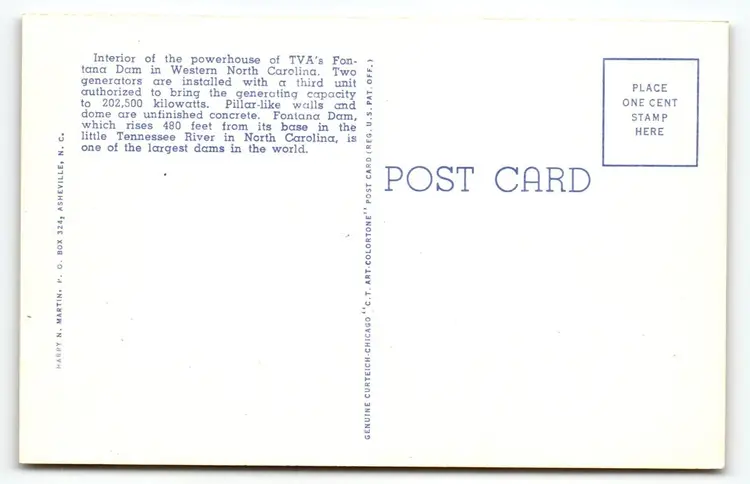 Interior of the powerhouse of TVA's Fon-
tana Dam in Western North Carolina. Two
generators are installed with a third unit
authorized to bring the generating capacity
to 202,500 kilowatts. Pillar-like walls and
dome are unfinished concrete. Fontana Dam,
which rises 480 feet from its base in the
little Tennessee River in North Carolina, is
one of the largest dams in the world.
HARRY N. MARTIN, P. O. BOX 324, ASHEVILLE, N. C.
GENUINE CURTEICH-CHICAGO "C.T. ART-COLORTONE" POST CARD (REG. U.S. PAT. OFF.)
POST CARD
PLACE
ONE CENT
STAMP
HERE